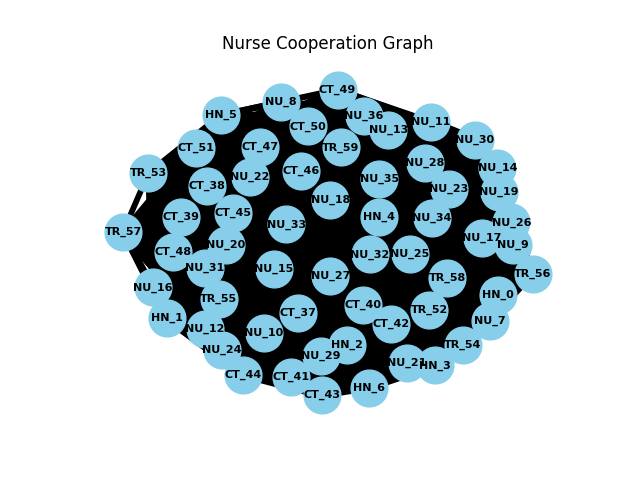 Nurse Cooperation Graph
CT_49
NU_8
HN_5
NU_36
NU_11
CT_50
NU_13
NU_30
CT_51
CT_47
TR_59
NU_28
NU_14
TR_53
CT_46
NU_22
NU_35
CT_38
NU_23
NU_19
NU_18
CT_45
CT_39
HN_4
NU_34
NU_26
NU_33
TR_57
NU_17
NU_20
NU_9
CT_48
NU_32
NU_25
NU_31
NU_15
NU_27
TR_58
TR_56
NU_16
HN_0
TR_55
CT_40
CT_37
TR_52
HN_1
NU_7
CT_42
NU_12
NU_10
HN_2
TR_54
NU_24
NU_29
NU_21
HN_3
CT_44
CT_41
HN_6
CT_43